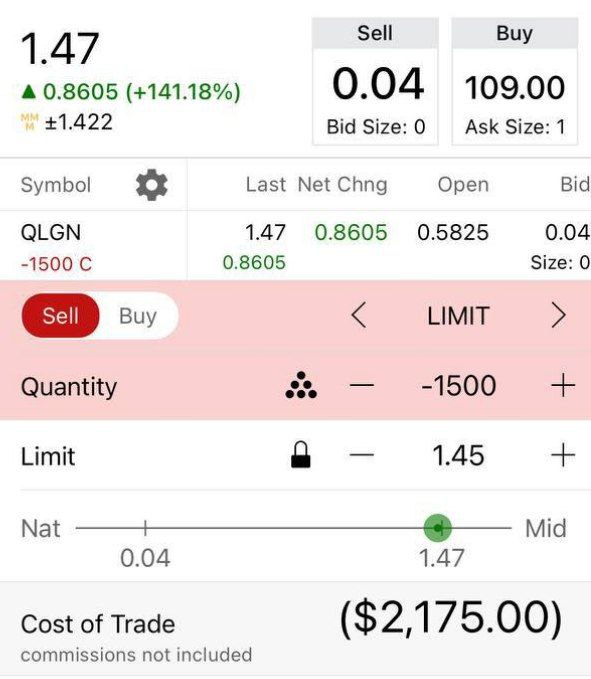 1.47
▲ 0.8605 (+141.18%)
MM
M ±1.422
Sell
0.04
Bid Size: 0
Buy
109.00
Ask Size: 1
Symbol Last Net Chng Open Bid
QLGN 1.47 0.8605 0.5825 0.04
-1500 C 0.8605 Size: 0
Sell Buy < LIMIT >
Quantity — -1500 +
Limit — 1.45 +
Nat Mid
0.04 1.47
Cost of Trade ($2,175.00)
commissions not included